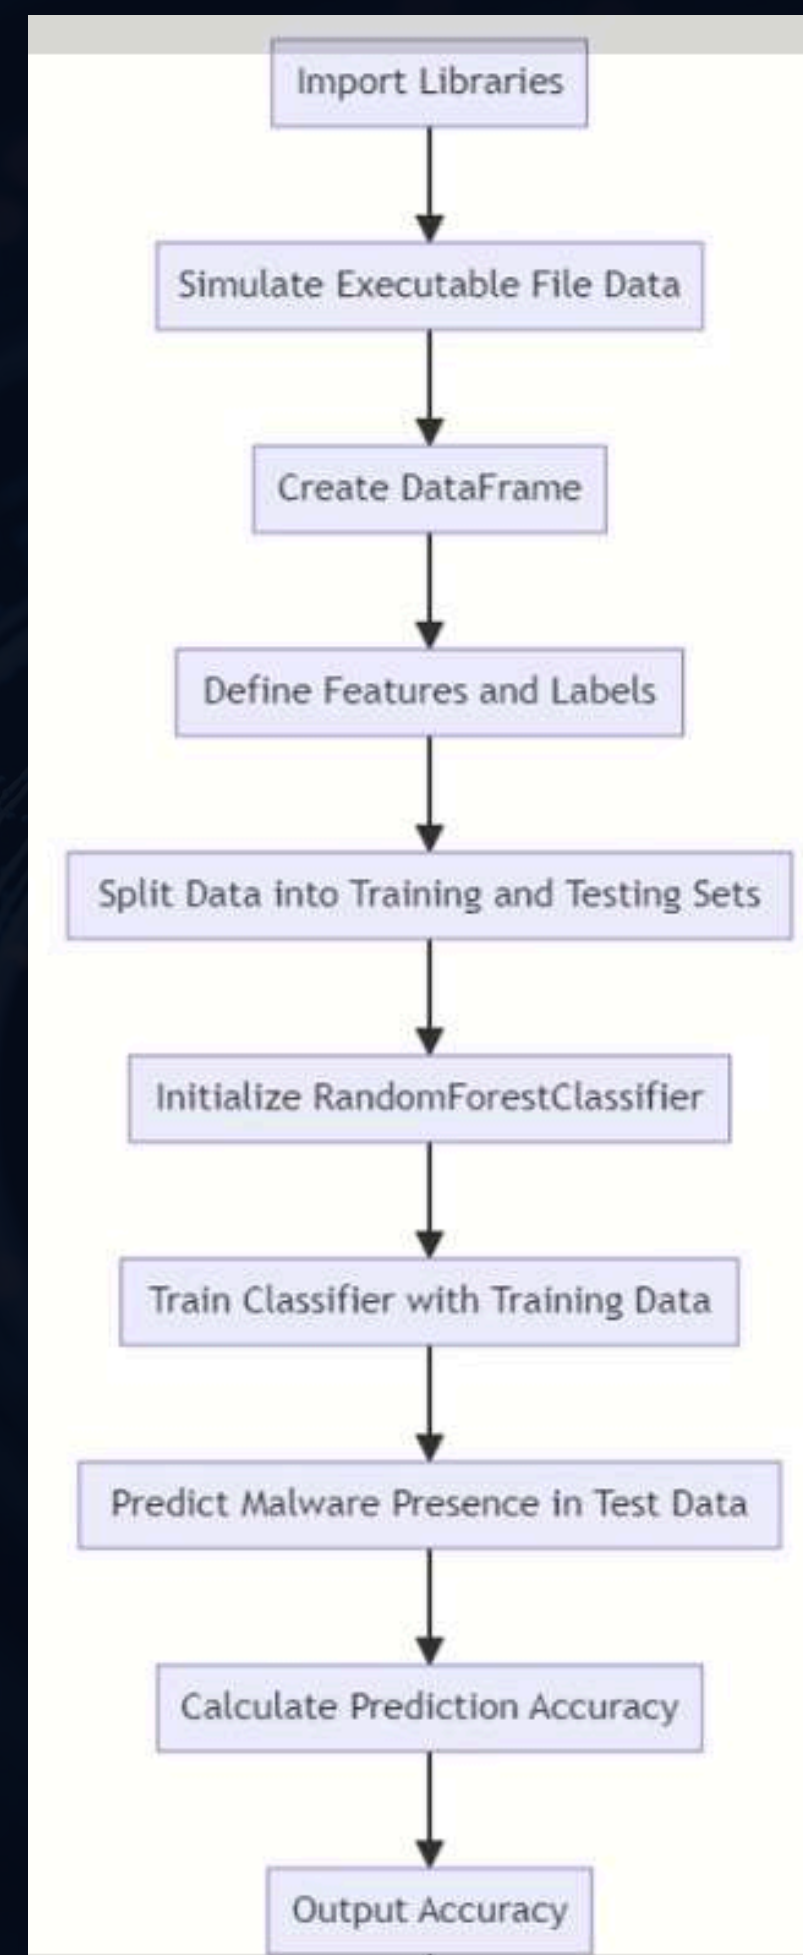 Import Libraries
Simulate Executable File Data
Create DataFrame
Define Features and Labels
Split Data into Training and Testing Sets
Initialize RandomForestClassifier
Train Classifier with Training Data
Predict Malware Presence in Test Data
Calculate Prediction Accuracy
Output Accuracy